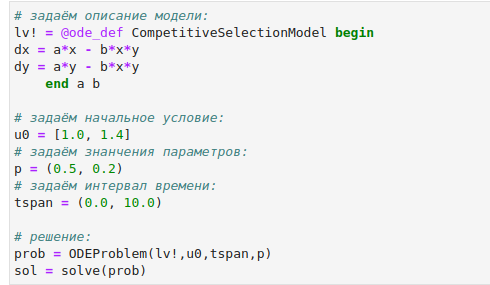 # задаём описание модели:
lv! = @ode_def CompetitiveSelectionModel begin
dx = a*x - b*x*y
dy = a*y - b*x*y
end a b
# задаём начальное условие:
u0 = [1.0, 1.4]
# задаём знанчения параметров:
p = (0.5, 0.2)
# задаём интервал времени:
tspan = (0.0, 10.0)
# решение:
prob = ODEProblem(lv!,u0,tspan,p)
sol = solve(prob)